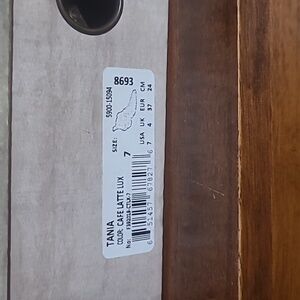 TANIA
COLOR: CAFE LATTE LUX
SIZE: 7
USA UK EUR CM
7 4 37 24
5900-15094
8693